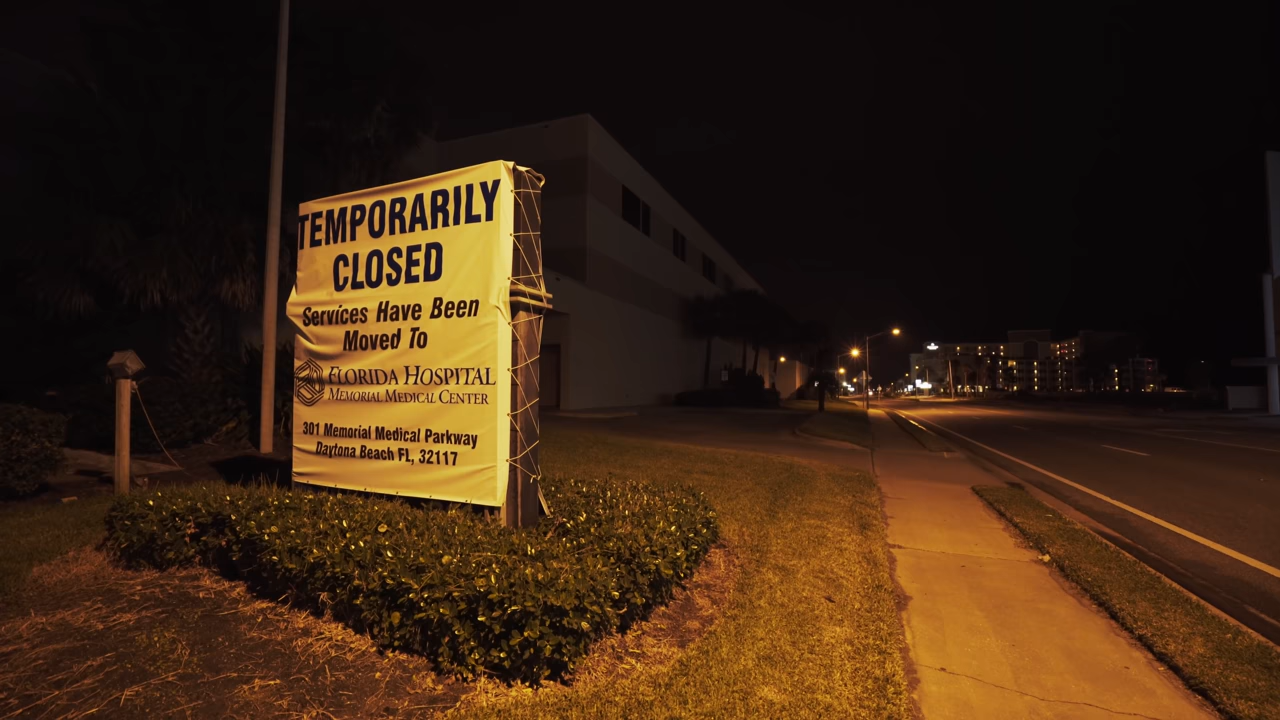 TEMPORARILY
CLOSED
Services Have Been
Moved To
FLORIDA HOSPITAL
MEMORIAL MEDICAL CENTER
301 Memorial Medical Parkway
Daytona Beach FL, 32117